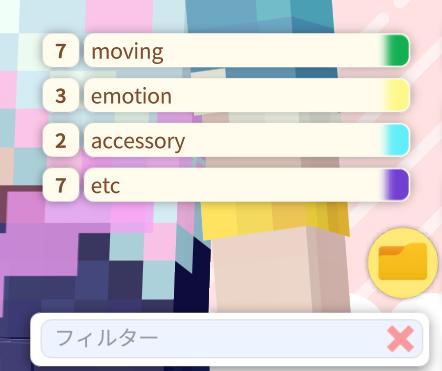 7 moving
3 emotion
2 accessory
7 etc
フィルター